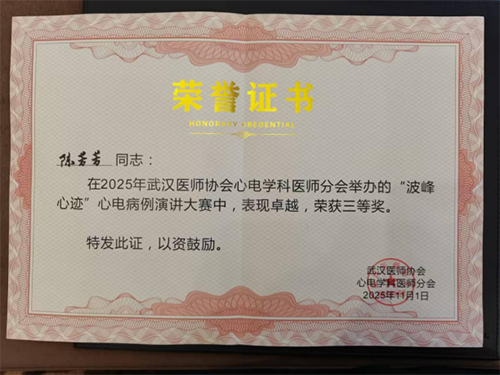 荣誉证书
HONORARY CREDENTIAL
陈芳芳 同志：
在2025年武汉医师协会心电学科医师分会举办的“波峰
心迹”心电病例演讲大赛中，表现卓越，荣获三等奖。
特发此证，以资鼓励。
武汉医师协会
心电学科医师分会
2025年11月1日